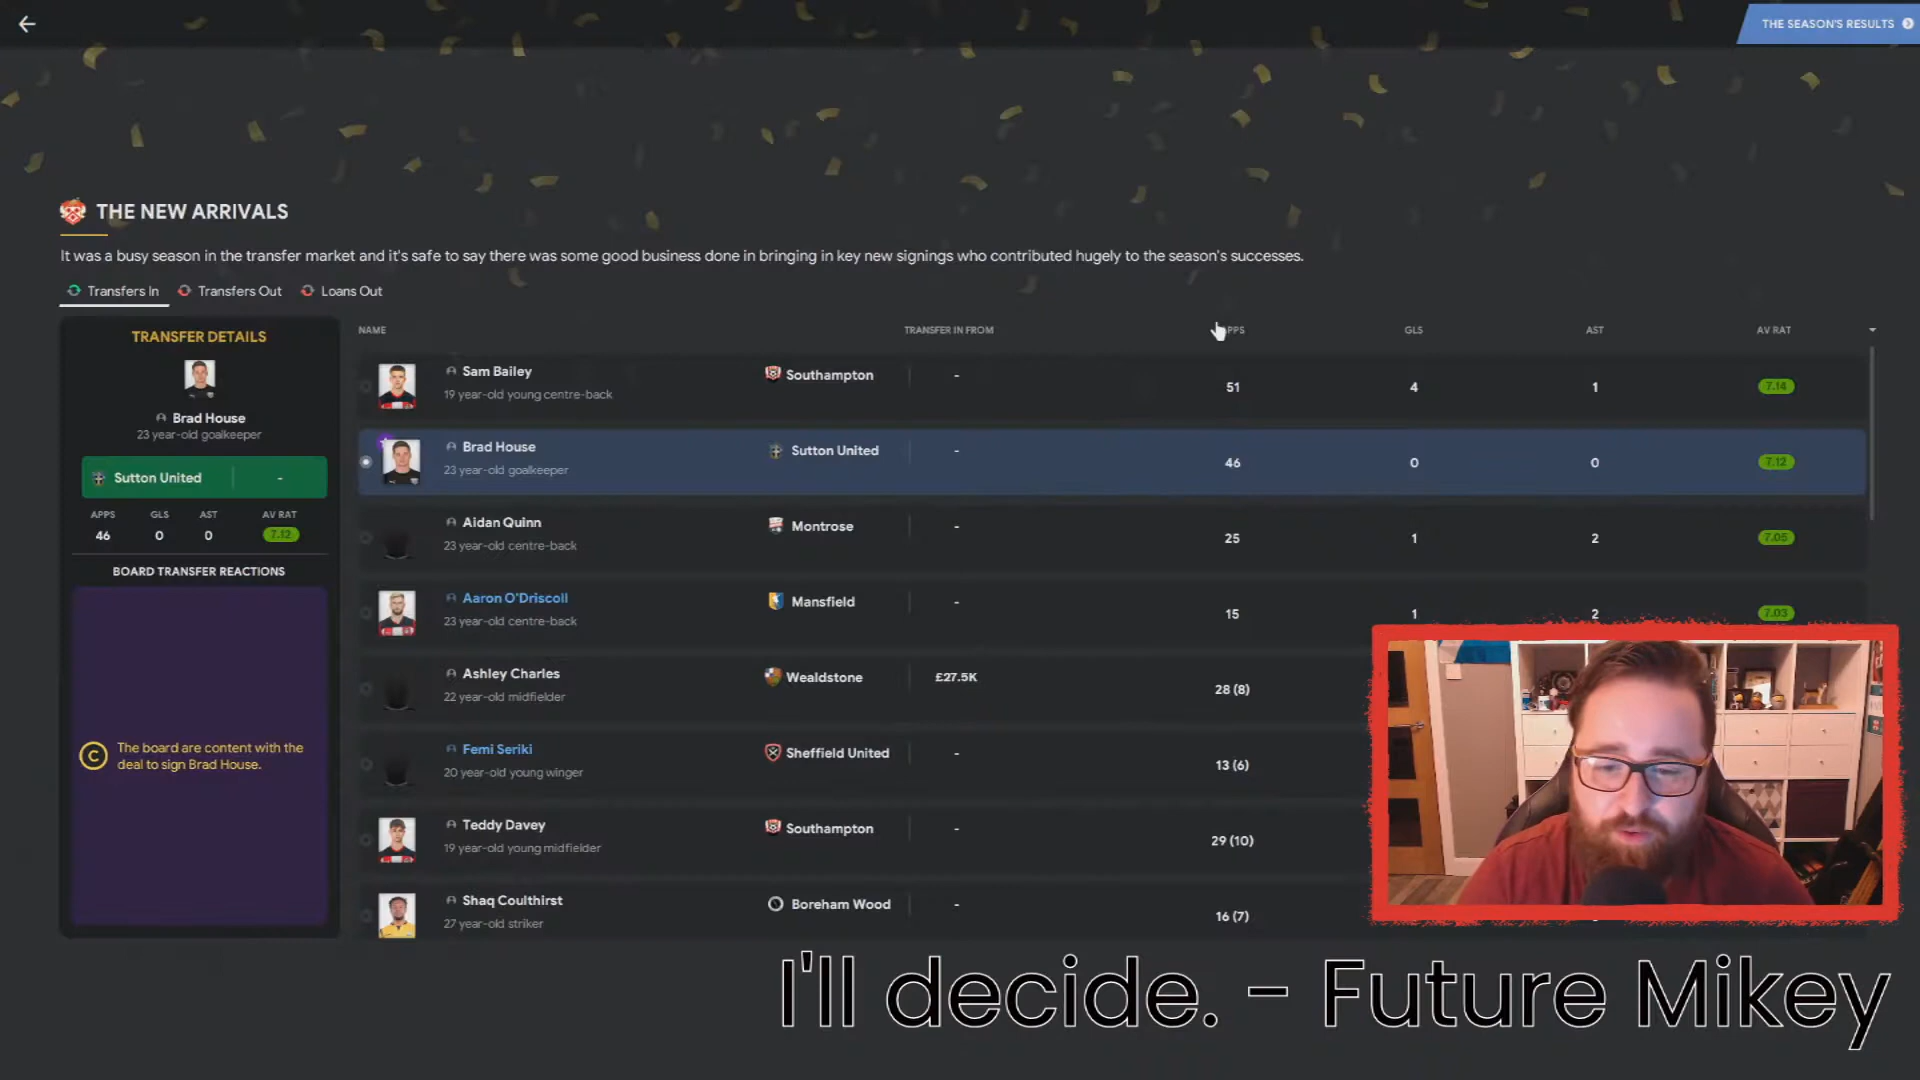 THE SEASON'S RESULTS
THE NEW ARRIVALS
It was a busy season in the transfer market and it's safe to say there was some good business done in bringing in key new signings who contributed hugely to the season's successes.
Transfers In Transfers Out Loans Out
TRANSFER DETAILS
Brad House
23 year-old goalkeeper
Sutton United -
APPS GLS AST AV RAT
46 0 0 7.12
BOARD TRANSFER REACTIONS
C The board are content with the
deal to sign Brad House.
NAME TRANSFER IN FROM APPS GLS AST AV RAT
Sam Bailey Southampton - 51 4 1 7.14
19 year-old young centre-back
Brad House Sutton United - 46 0 0 7.12
23 year-old goalkeeper
Aidan Quinn Montrose - 25 1 2 7.05
23 year-old centre-back
Aaron O'Driscoll Mansfield - 15 1 2 7.03
23 year-old centre-back
Ashley Charles Wealdstone £27.5K 28 (8)
22 year-old midfielder
Femi Seriki Sheffield United - 13 (6)
20 year-old young winger
Teddy Davey Southampton - 29 (10)
19 year-old young midfielder
Shaq Coulthirst Boreham Wood - 16 (7)
27 year-old striker
I'll decide. - Future Mikey